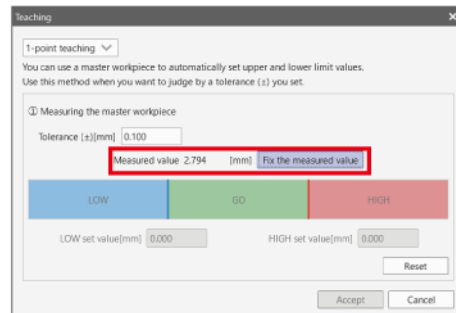 Teaching
1-point teaching
You can use a master workpiece to automatically set upper and lower limit values.
Use this method when you want to judge by a tolerance (±) you set.
① Measuring the master workpiece
Tolerance (±)[mm] 0.100
Measured value 2.794 [mm] Fix the measured value
LOW GO HIGH
LOW set value[mm] 0.000 HIGH set value[mm] 0.000
Reset
Accept Cancel